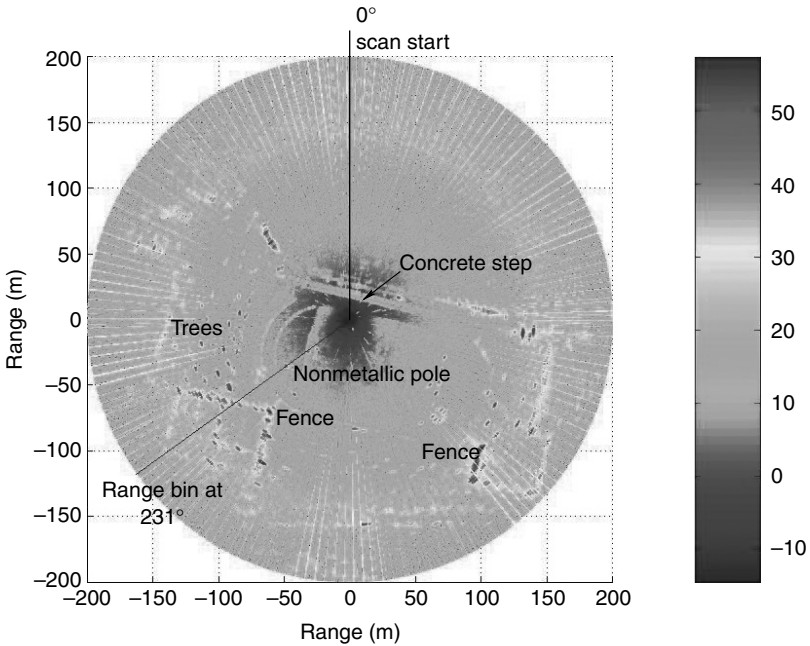 0°
scan start
200
150
100
50
0
−50
−100
−150
−200
Range (m)
−200 −150 −100 −50 0 50 100 150 200
Range (m)
Concrete step
Trees
Nonmetallic pole
Fence
Fence
Range bin at
231°
50
40
30
20
10
0
−10